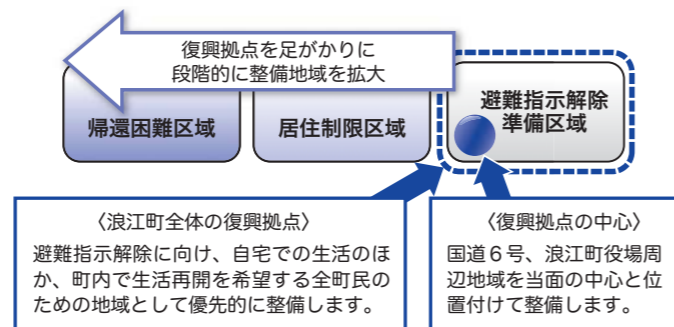 復興拠点を足がかりに
段階的に整備地域を拡大
帰還困難区域
居住制限区域
避難指示解除
準備区域
〈浪江町全体の復興拠点〉
避難指示解除に向け、自宅での生活のほ
か、町内で生活再開を希望する全町民の
ための地域として優先的に整備します。
〈復興拠点の中心〉
国道６号、浪江町役場周
辺地域を当面の中心と位
置付けて整備します。